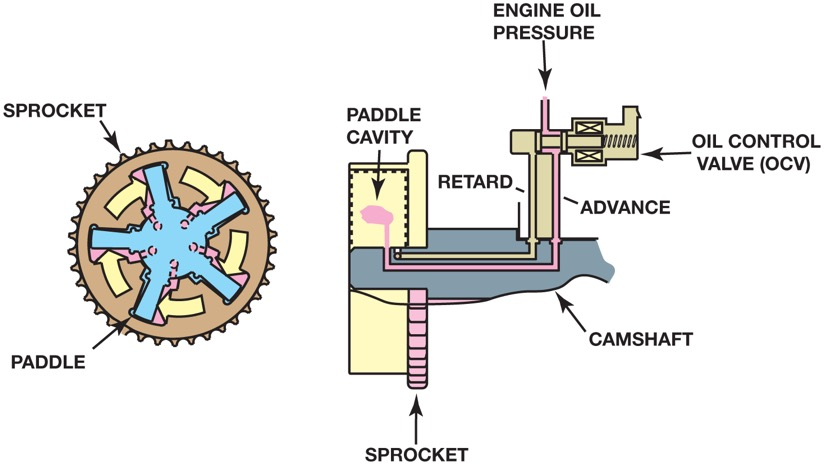 ENGINE OIL
PRESSURE
SPROCKET
PADDLE
CAVITY
OIL CONTROL
VALVE (OCV)
RETARD
ADVANCE
CAMSHAFT
PADDLE
SPROCKET